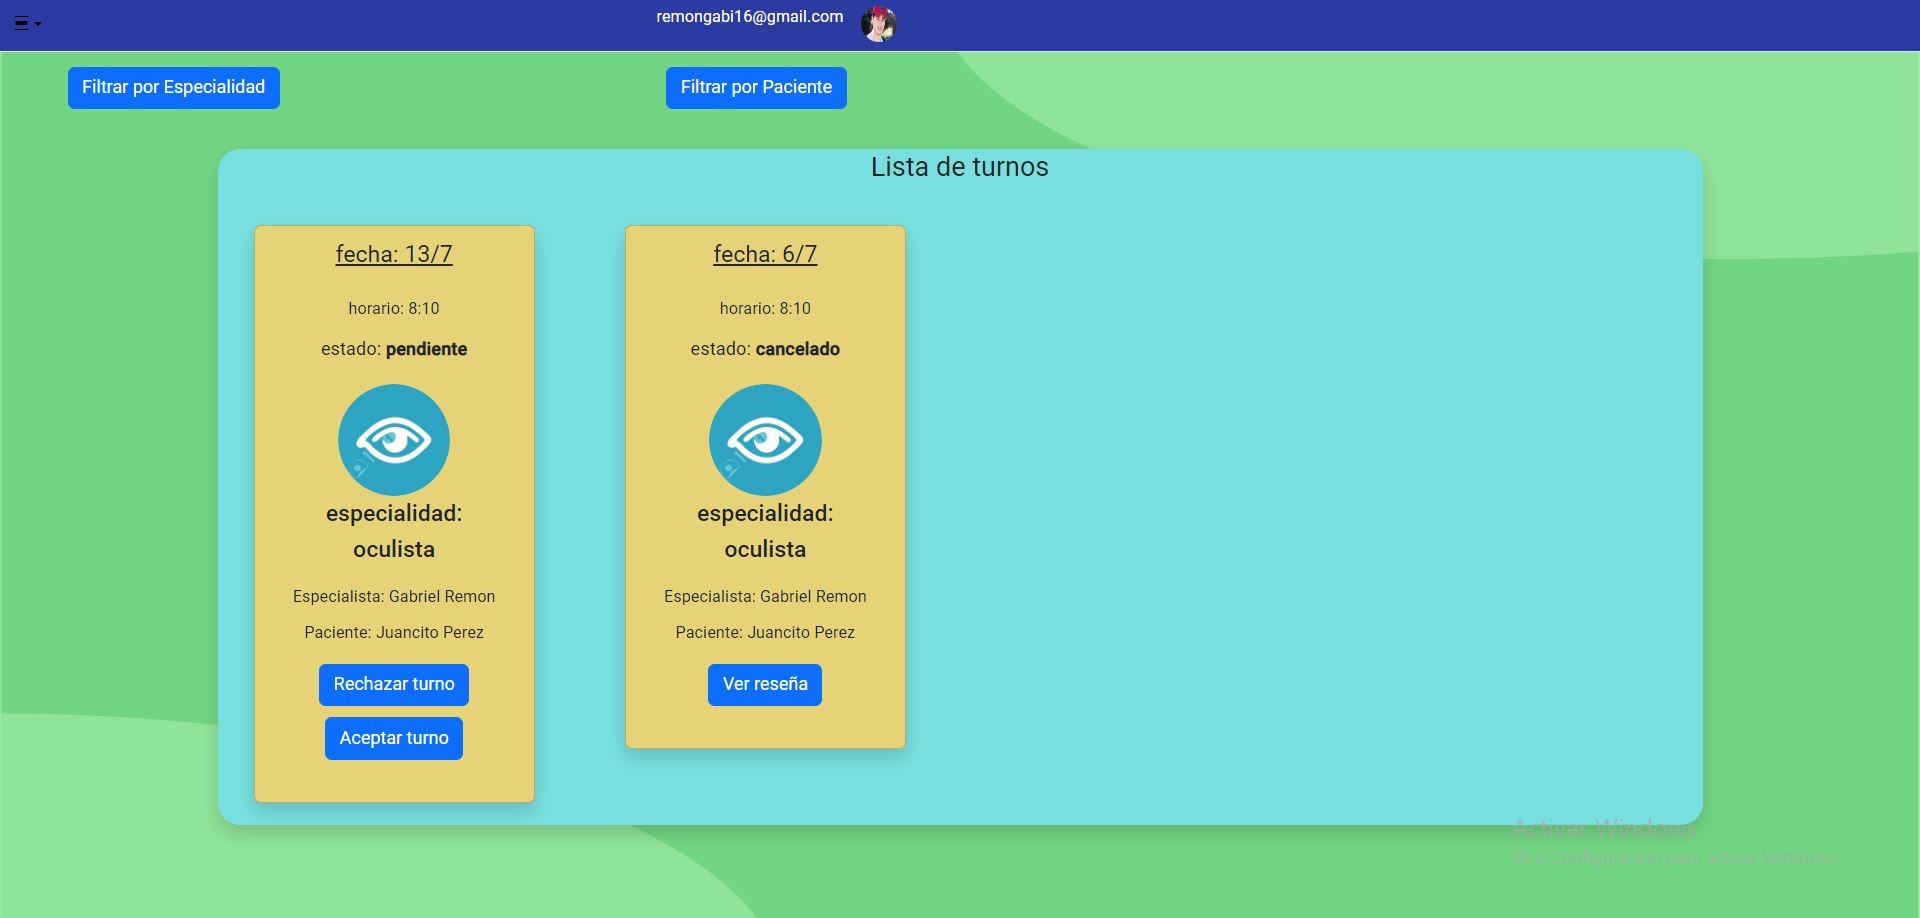 remongabi16@gmail.com
Filtrar por Especialidad
Filtrar por Paciente
Lista de turnos
fecha: 13/7
horario: 8:10
estado: pendiente
especialidad:
oculista
Especialista: Gabriel Remon
Paciente: Juancito Perez
Rechazar turno
Aceptar turno
fecha: 6/7
horario: 8:10
estado: cancelado
especialidad:
oculista
Especialista: Gabriel Remon
Paciente: Juancito Perez
Ver reseña
Activar Windows
Ve a Configuración para activar Windows.